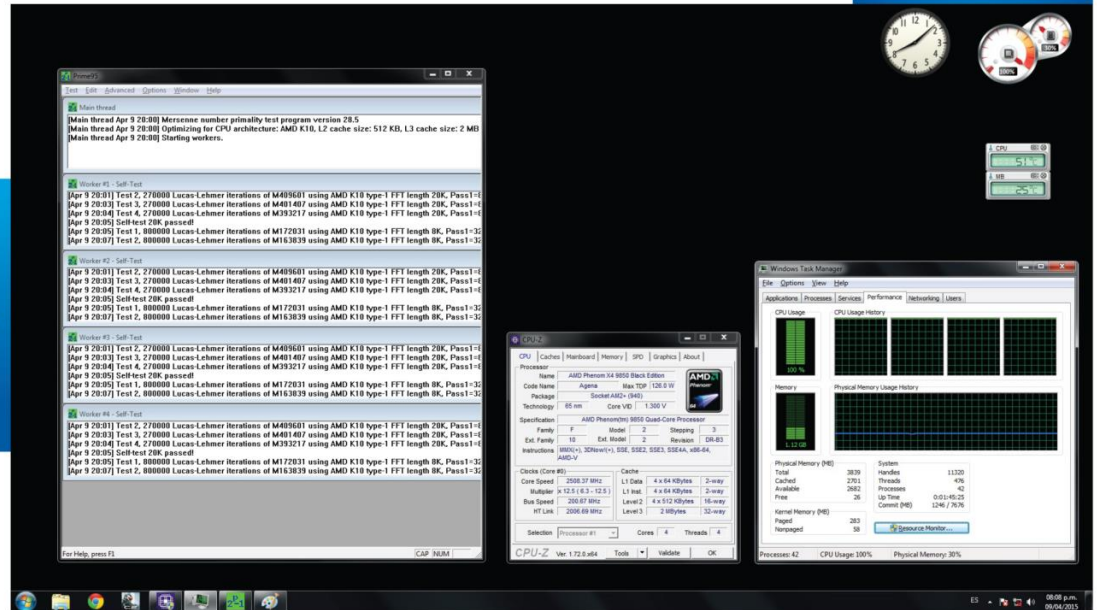 Prime95
Test Edit Advanced Options Window Help
Main thread
[Main thread Apr 9 20:00] Mersenne number primality test program version 28.5
[Main thread Apr 9 20:00] Optimizing for CPU architecture: AMD K10, L2 cache size: 512 KB, L3 cache size: 2 MB
[Main thread Apr 9 20:00] Starting workers.
Worker #1 - Self-Test
[Apr 9 20:01] Test 2, 270000 Lucas-Lehmer iterations of M409601 using AMD K10 type-1 FFT length 20K, Pass1=
[Apr 9 20:03] Test 3, 270000 Lucas-Lehmer iterations of M401407 using AMD K10 type-1 FFT length 20K, Pass1=
[Apr 9 20:04] Test 4, 270000 Lucas-Lehmer iterations of M393217 using AMD K10 type-1 FFT length 20K, Pass1=
[Apr 9 20:05] Self-test 20K passed!
[Apr 9 20:05] Test 1, 800000 Lucas-Lehmer iterations of M172031 using AMD K10 type-1 FFT length 8K, Pass1=32
[Apr 9 20:07] Test 2, 800000 Lucas-Lehmer iterations of M163839 using AMD K10 type-1 FFT length 8K, Pass1=32
Worker #2 - Self-Test
[Apr 9 20:01] Test 2, 270000 Lucas-Lehmer iterations of M409601 using AMD K10 type-1 FFT length 20K, Pass1=
[Apr 9 20:03] Test 3, 270000 Lucas-Lehmer iterations of M401407 using AMD K10 type-1 FFT length 20K, Pass1=
[Apr 9 20:04] Test 4, 270000 Lucas-Lehmer iterations of M393217 using AMD K10 type-1 FFT length 20K, Pass1=
[Apr 9 20:05] Self-test 20K passed!
[Apr 9 20:05] Test 1, 800000 Lucas-Lehmer iterations of M172031 using AMD K10 type-1 FFT length 8K, Pass1=32
[Apr 9 20:07] Test 2, 800000 Lucas-Lehmer iterations of M163839 using AMD K10 type-1 FFT length 8K, Pass1=32
Worker #3 - Self-Test
[Apr 9 20:01] Test 2, 270000 Lucas-Lehmer iterations of M409601 using AMD K10 type-1 FFT length 20K, Pass1=
[Apr 9 20:03] Test 3, 270000 Lucas-Lehmer iterations of M401407 using AMD K10 type-1 FFT length 20K, Pass1=
[Apr 9 20:04] Test 4, 270000 Lucas-Lehmer iterations of M393217 using AMD K10 type-1 FFT length 20K, Pass1=
[Apr 9 20:05] Self-test 20K passed!
[Apr 9 20:05] Test 1, 800000 Lucas-Lehmer iterations of M172031 using AMD K10 type-1 FFT length 8K, Pass1=32
[Apr 9 20:07] Test 2, 800000 Lucas-Lehmer iterations of M163839 using AMD K10 type-1 FFT length 8K, Pass1=32
Worker #4 - Self-Test
[Apr 9 20:01] Test 2, 270000 Lucas-Lehmer iterations of M409601 using AMD K10 type-1 FFT length 20K, Pass1=
[Apr 9 20:03] Test 3, 270000 Lucas-Lehmer iterations of M401407 using AMD K10 type-1 FFT length 20K, Pass1=
[Apr 9 20:04] Test 4, 270000 Lucas-Lehmer iterations of M393217 using AMD K10 type-1 FFT length 20K, Pass1=
[Apr 9 20:05] Self-test 20K passed!
[Apr 9 20:05] Test 1, 800000 Lucas-Lehmer iterations of M172031 using AMD K10 type-1 FFT length 8K, Pass1=32
[Apr 9 20:07] Test 2, 800000 Lucas-Lehmer iterations of M163839 using AMD K10 type-1 FFT length 8K, Pass1=32
For Help, press F1 CAP NUM
CPU-Z
CPU Caches Mainboard Memory SPD Graphics About
Processor
Name AMD Phenom X4 9850 Black Edition
Code Name Agena Max TDP 128.0 W
Package Socket AM2+ (940)
Technology 65 nm Core VID 1.300 V
AMD
Phenom
64
Specification AMD Phenom(tm) 9850 Quad-Core Processor
Family F Model 2 Stepping 3
Ext. Family 10 Ext. Model 2 Revision DR-B3
Instructions MMX(+), 3DNow!(+), SSE, SSE2, SSE3, SSE4A, x86-64,
AMD-V
Clocks (Core #0) Cache
Core Speed 2508.37 MHz L1 Data 4 x 64 KBytes 2-way
Multiplier x 12.5 ( 6.3 - 12.5 ) L1 Inst. 4 x 64 KBytes 2-way
Bus Speed 200.67 MHz Level 2 4 x 512 KBytes 16-way
HT Link 2006.69 MHz Level 3 2 MBytes 32-way
Selection Processor #1 Cores 4 Threads 4
CPU-Z Ver. 1.72.0.x64 Tools Validate OK
12 1 2 3 4 5 6 7 8 9 10 11
100%
30%
CPU
51°C
MB
25°C
Windows Task Manager
File Options View Help
Applications Processes Services Performance Networking Users
CPU Usage CPU Usage History
100 %
Memory Physical Memory Usage History
1.12 GB
Physical Memory (MB) System
Total 3839 Handles 11320
Cached 2701 Threads 476
Available 2682 Processes 42
Free 26 Up Time 0:01:45:25
Commit (MB) 1246 / 7676
Kernel Memory (MB)
Paged 283
Nonpaged 58
Resource Monitor...
Processes: 42 CPU Usage: 100% Physical Memory: 30%
ES 08:08 p.m.
09/04/2015